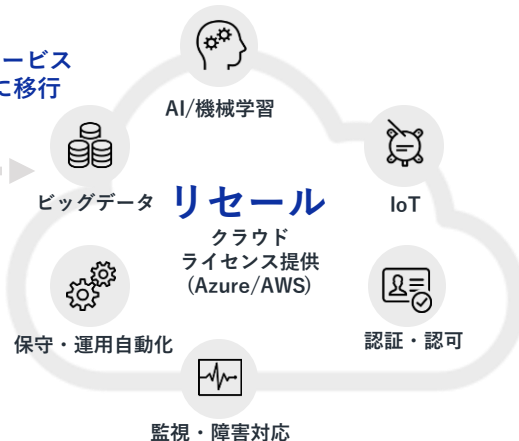 ービス
に移行
AI/機械学習
ビッグデータ
リセール
IoT
クラウド
ライセンス提供
(Azure/AWS)
保守・運用自動化
認証・認可
監視・障害対応